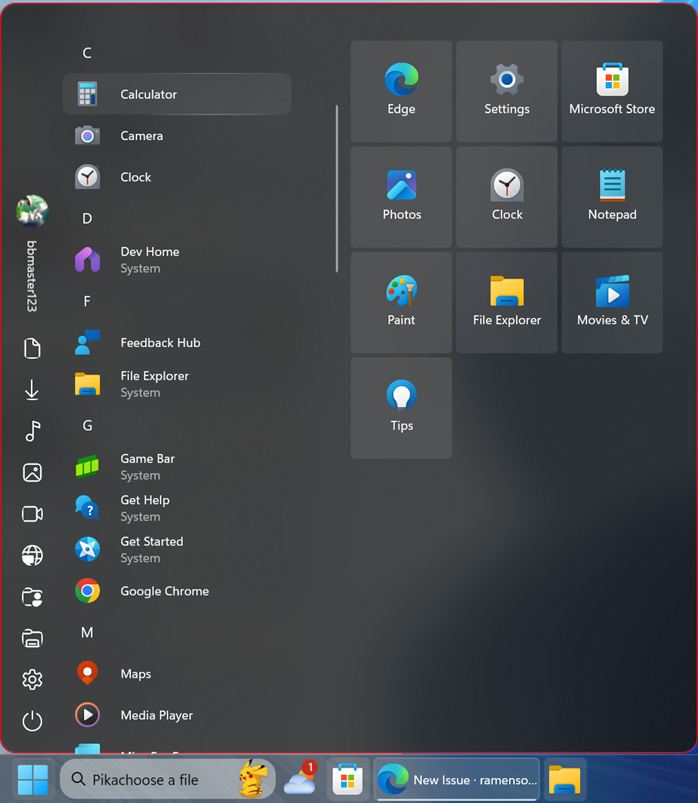 C
Calculator
Camera
Clock
D
Dev Home
System
F
Feedback Hub
File Explorer
System
G
Game Bar
System
Get Help
System
Get Started
System
Google Chrome
M
Maps
Media Player
bbmaster123
Edge
Settings
Microsoft Store
Photos
Clock
Notepad
Paint
File Explorer
Movies & TV
Tips
Pikachoose a file
1
New Issue · ramenso...